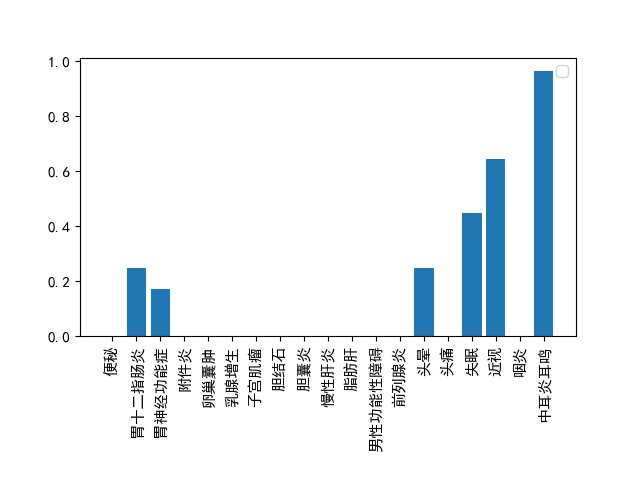 1.0
0.8
0.6
0.4
0.2
0.0
便秘
胃十二指肠炎
胃神经功能症
附件炎
卵巢囊肿
乳腺增生
子宫肌瘤
胆结石
胆囊炎
慢性肝炎
脂肪肝
男性功能性障碍
前列腺炎
头晕
头痛
失眠
近视
咽炎
中耳炎耳鸣